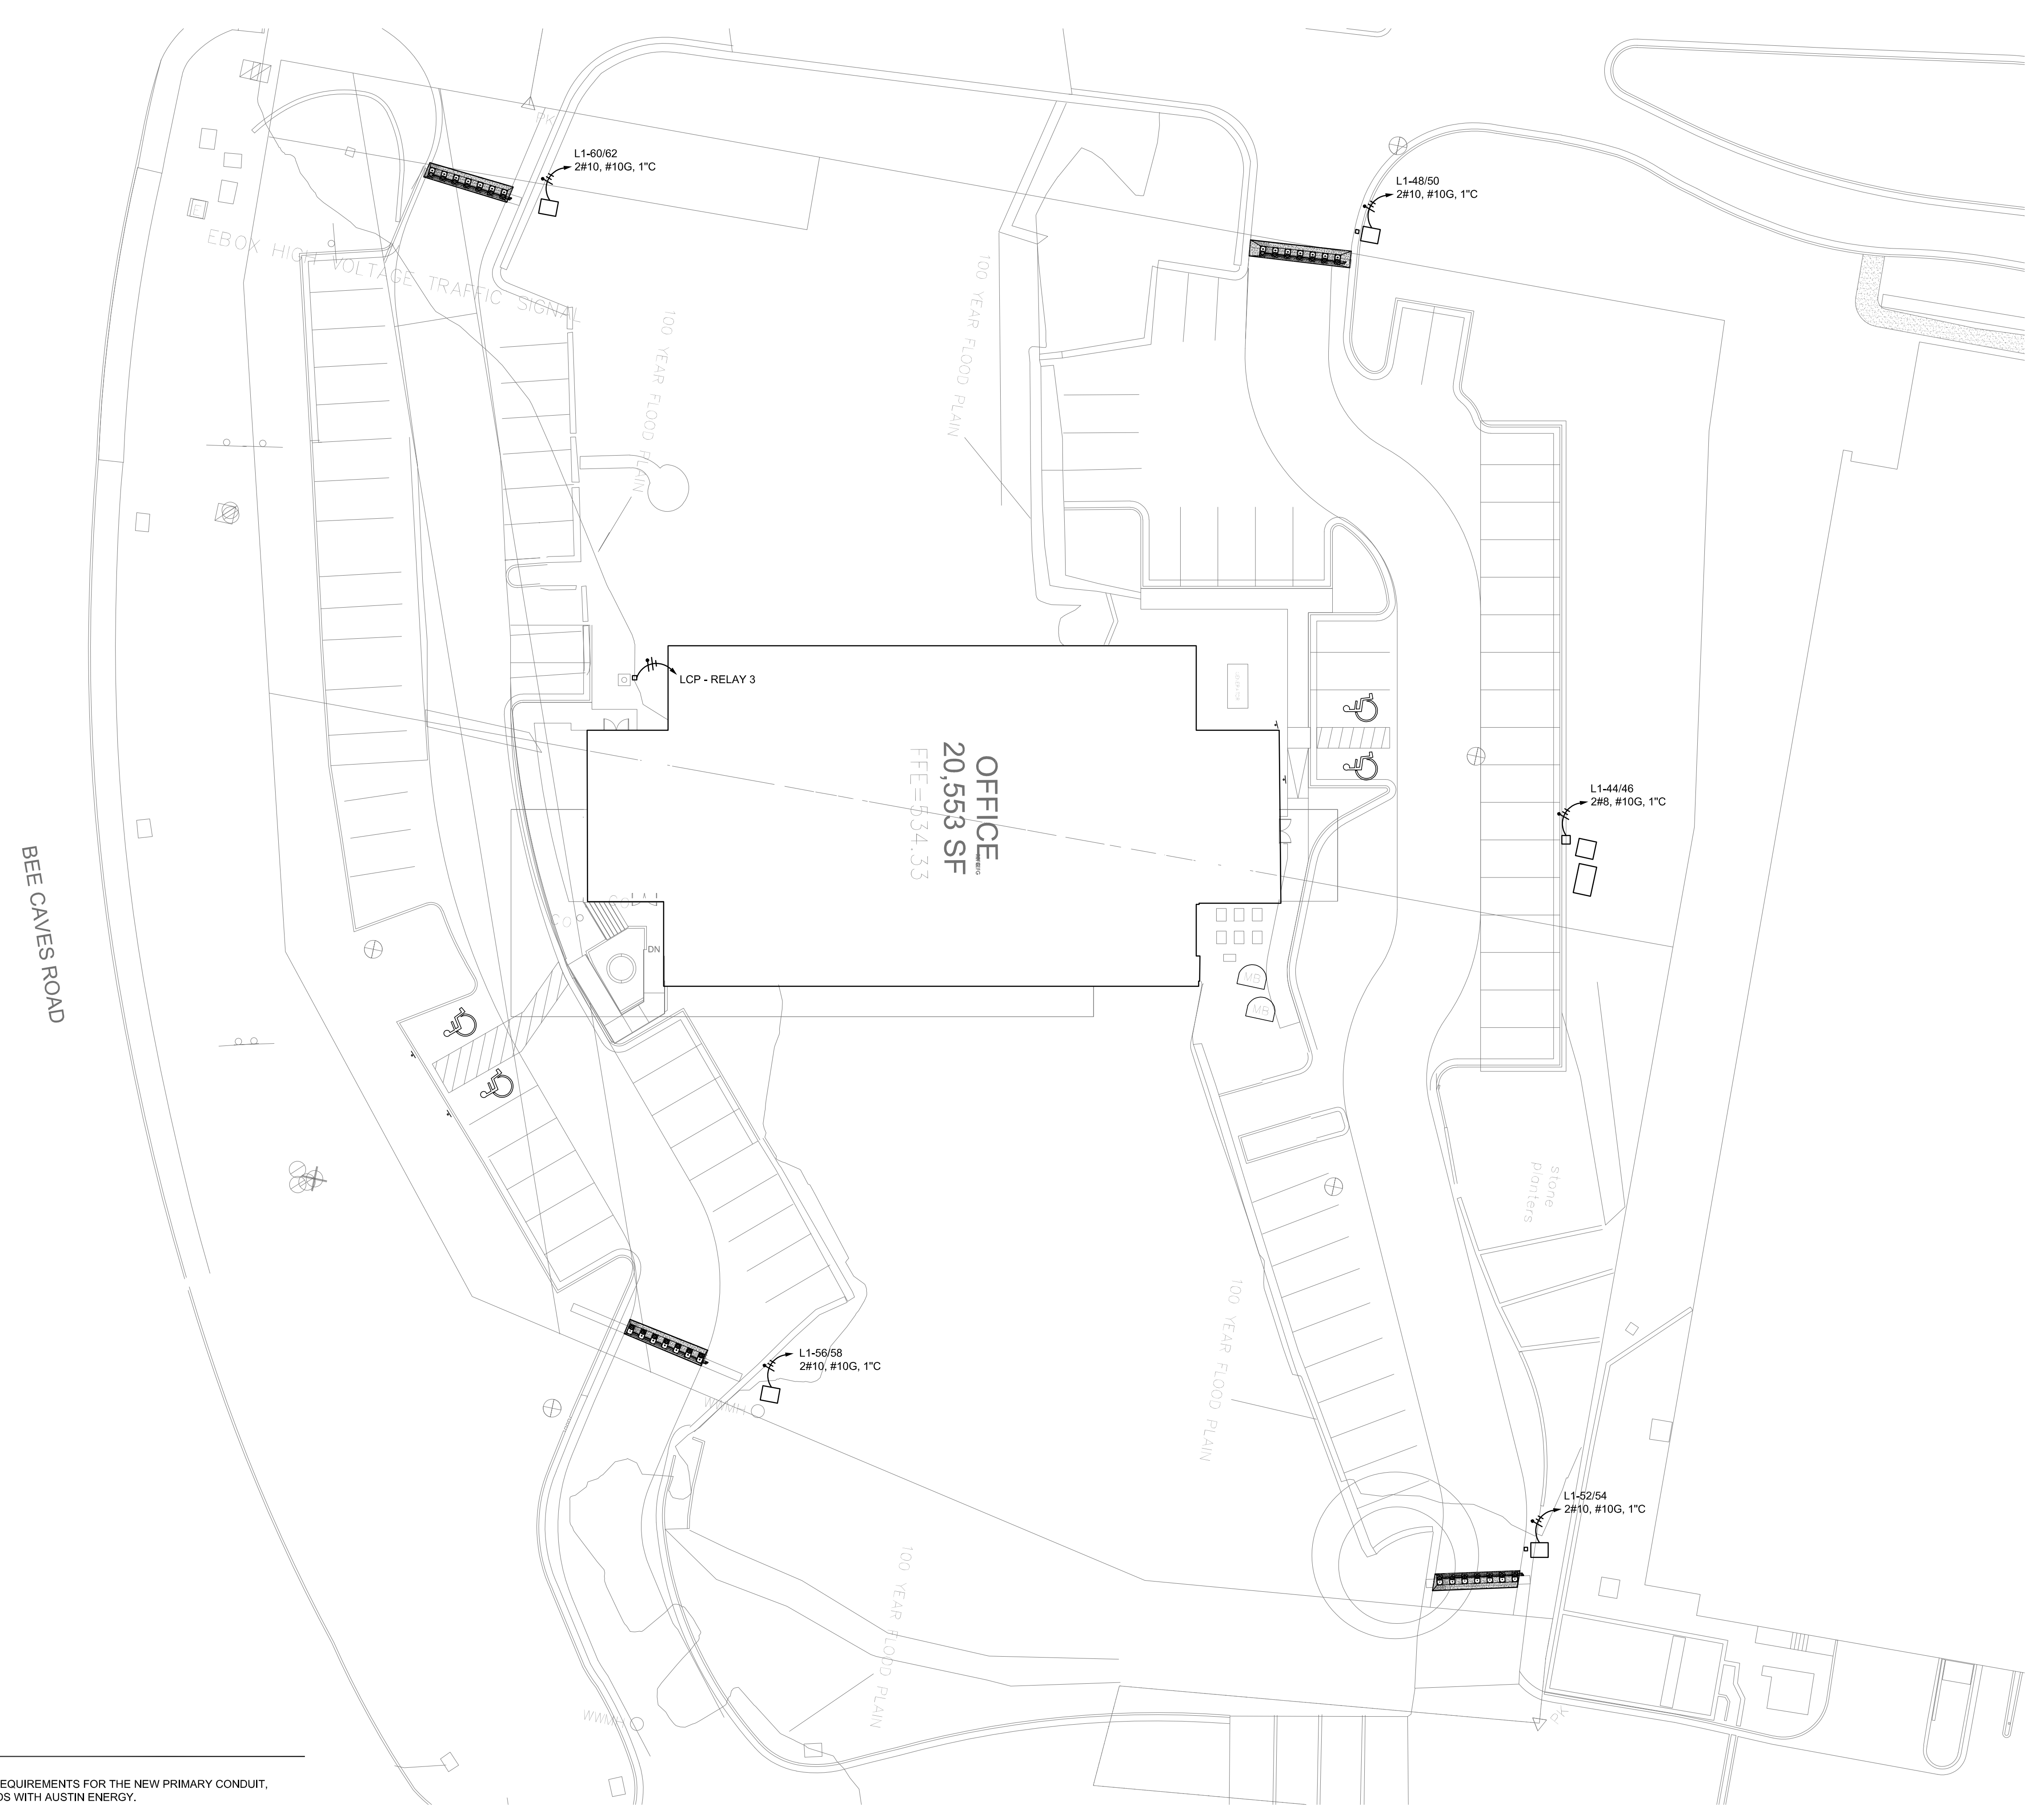 PK
L1-60/62
2#10, #10G, 1"C
L1-48/50
2#10, #10G, 1"C
EBOX HIGH VOLTAGE TRAFFIC SIGNAL
100 YEAR FLOOD PLAIN
100 YEAR FLOOD PLAIN
LCP - RELAY 3
OFFICE
20,553 SF
FFE=534.33
L1-44/46
2#8, #10G, 1"C
BEE CAVES ROAD
CO
CO
DN
MB
MB
stone
planters
100 YEAR FLOOD PLAIN
L1-56/58
2#10, #10G, 1"C
WWMH
L1-52/54
2#10, #10G, 1"C
100 YEAR FLOOD PLAIN
WWMH
PK
EQUIREMENTS FOR THE NEW PRIMARY CONDUIT,
DS WITH AUSTIN ENERGY.